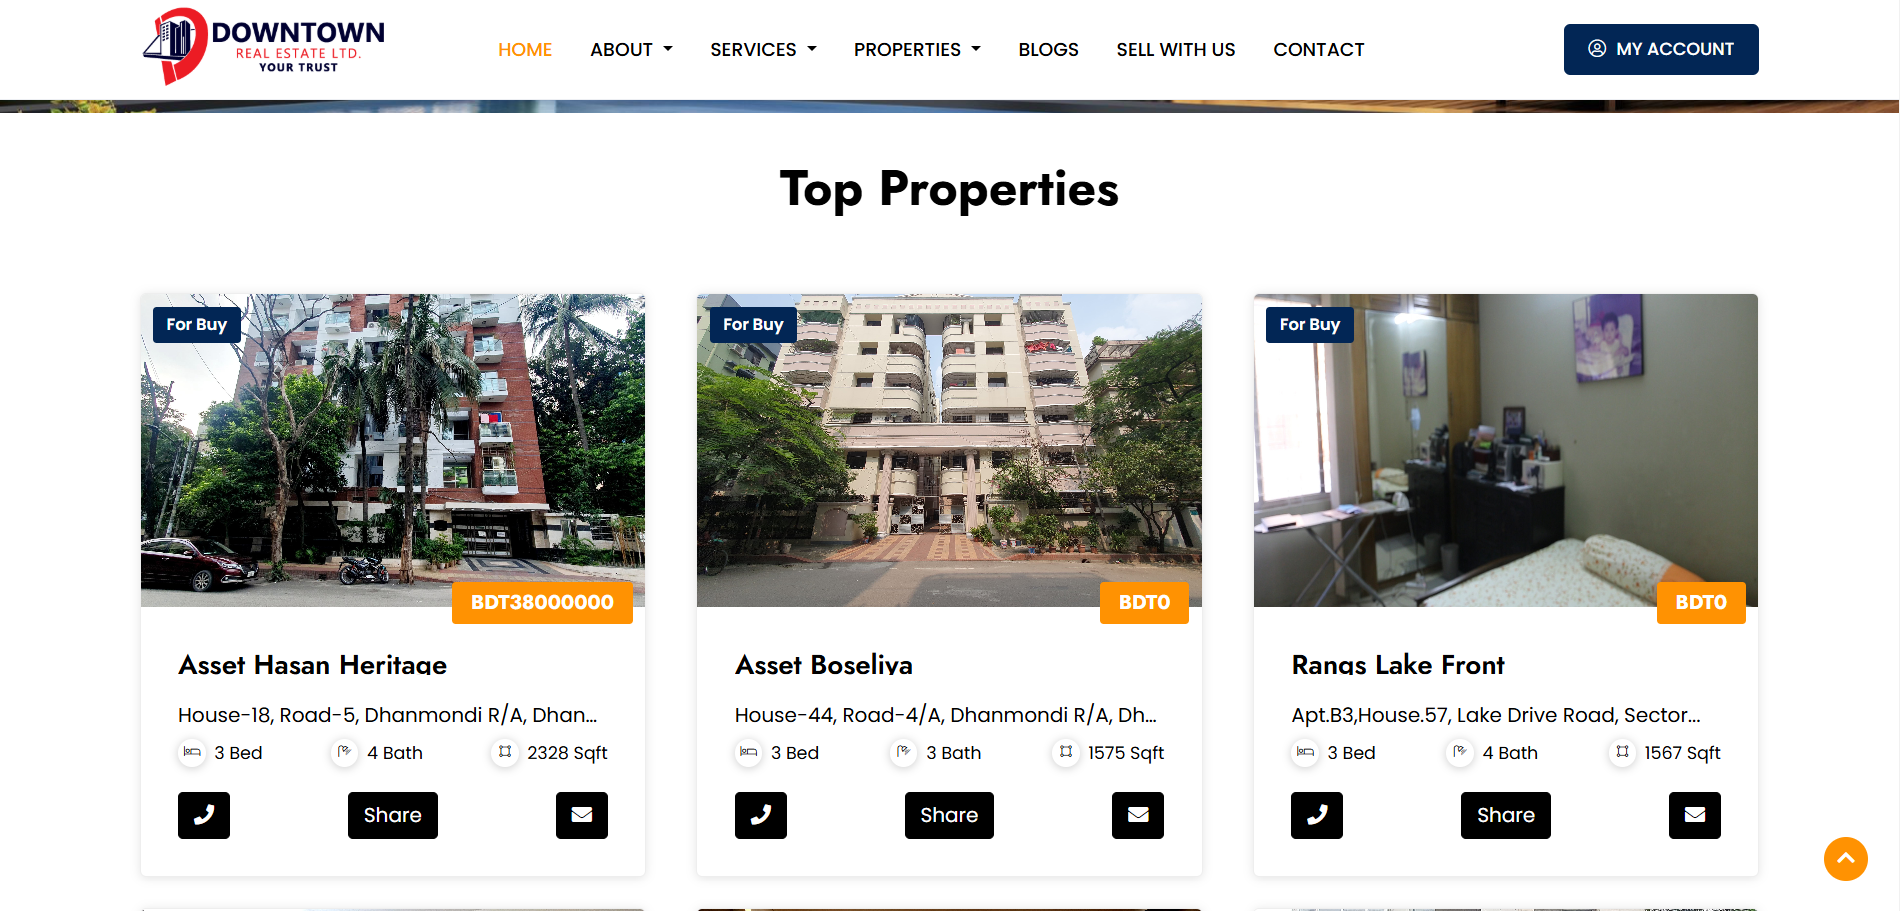 DOWNTOWN
REAL ESTATE LTD.
YOUR TRUST
HOME ABOUT SERVICES PROPERTIES BLOGS SELL WITH US CONTACT
MY ACCOUNT
Top Properties
For Buy
BDT38000000
Asset Hasan Heritage
House-18, Road-5, Dhanmondi R/A, Dhan...
3 Bed 4 Bath 2328 Sqft
Share
For Buy
BDT0
Asset Boseliya
House-44, Road-4/A, Dhanmondi R/A, Dh...
3 Bed 3 Bath 1575 Sqft
Share
For Buy
BDT0
Rangs Lake Front
Apt.B3,House.57, Lake Drive Road, Sector...
3 Bed 4 Bath 1567 Sqft
Share